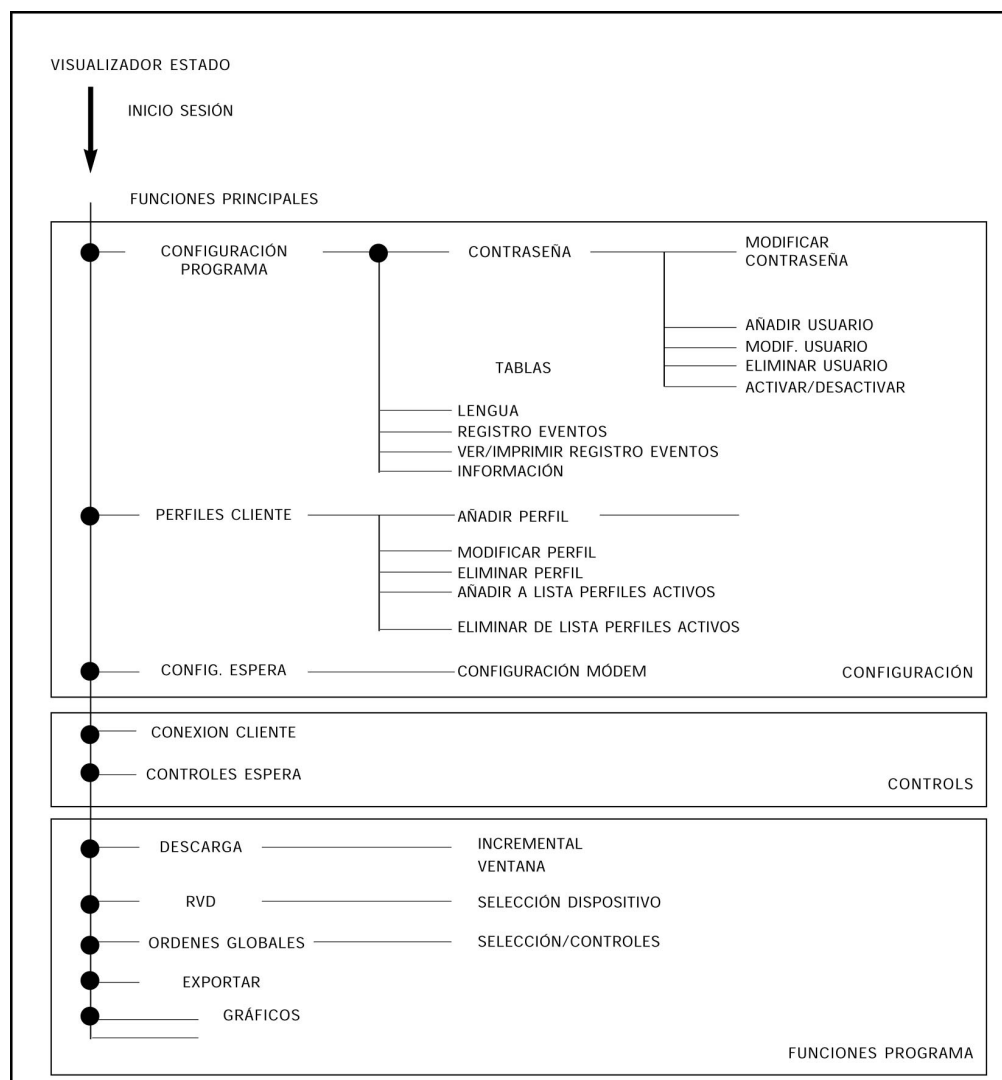 VISUALIZADOR ESTADO
INICIO SESIÓN
FUNCIONES PRINCIPALES
CONFIGURACIÓN
PROGRAMA
CONTRASEÑA
MODIFICAR
CONTRASEÑA
AÑADIR USUARIO
MODIF. USUARIO
ELIMINAR USUARIO
ACTIVAR/DESACTIVAR
TABLAS
LENGUA
REGISTRO EVENTOS
VER/IMPRIMIR REGISTRO EVENTOS
INFORMACIÓN
PERFILES CLIENTE
AÑADIR PERFIL
MODIFICAR PERFIL
ELIMINAR PERFIL
AÑADIR A LISTA PERFILES ACTIVOS
ELIMINAR DE LISTA PERFILES ACTIVOS
CONFIG. ESPERA
CONFIGURACIÓN MÓDEM
CONFIGURACIÓN
CONEXION CLIENTE
CONTROLES ESPERA
CONTROLS
DESCARGA
INCREMENTAL
VENTANA
RVD
SELECCIÓN DISPOSITIVO
ORDENES GLOBALES
SELECCIÓN/CONTROLES
EXPORTAR
GRÁFICOS
FUNCIONES PROGRAMA